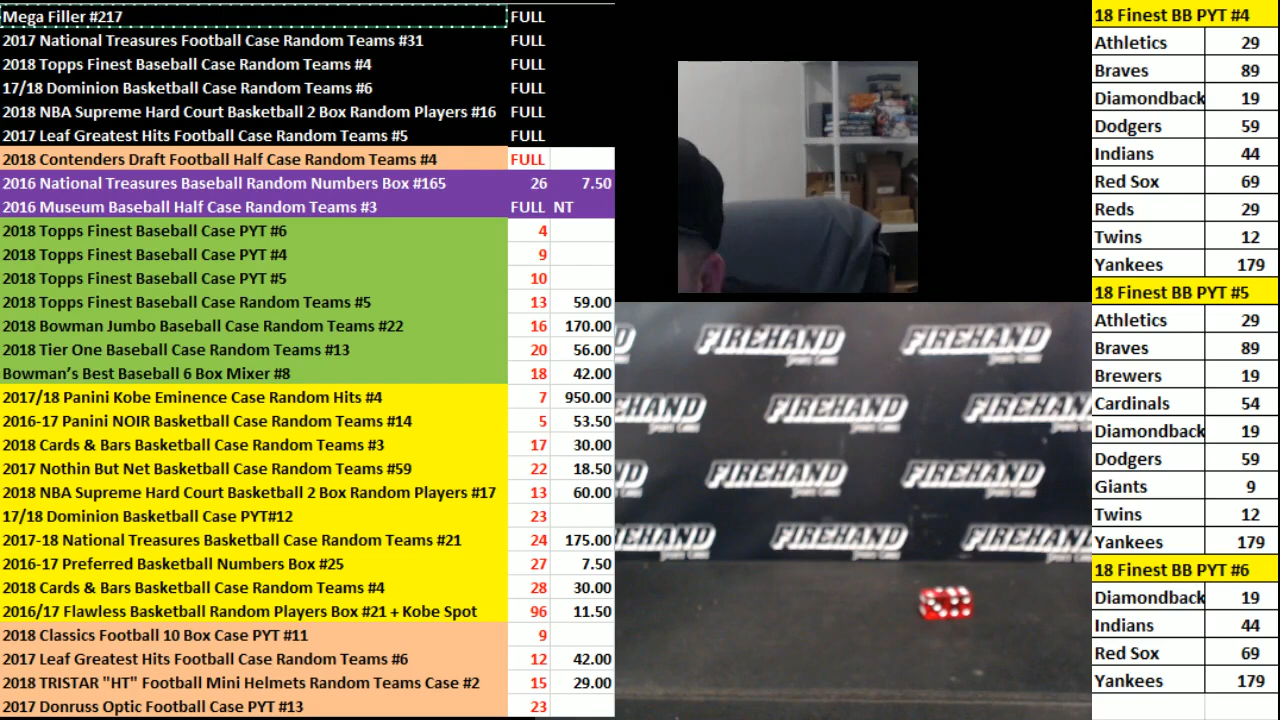 Mega Filler #217 FULL
2017 National Treasures Football Case Random Teams #31 FULL
2018 Topps Finest Baseball Case Random Teams #4 FULL
17/18 Dominion Basketball Case Random Teams #6 FULL
2018 NBA Supreme Hard Court Basketball 2 Box Random Players #16 FULL
2017 Leaf Greatest Hits Football Case Random Teams #5 FULL
2018 Contenders Draft Football Half Case Random Teams #4 FULL
2016 National Treasures Baseball Random Numbers Box #165 26 7.50
2016 Museum Baseball Half Case Random Teams #3 FULL NT
2018 Topps Finest Baseball Case PYT #6 4
2018 Topps Finest Baseball Case PYT #4 9
2018 Topps Finest Baseball Case PYT #5 10
2018 Topps Finest Baseball Case Random Teams #5 13 59.00
2018 Bowman Jumbo Baseball Case Random Teams #22 16 170.00
2018 Tier One Baseball Case Random Teams #13 20 56.00
Bowman's Best Baseball 6 Box Mixer #8 18 42.00
2017/18 Panini Kobe Eminence Case Random Hits #4 7 950.00
2016-17 Panini NOIR Basketball Case Random Teams #14 5 53.50
2018 Cards & Bars Basketball Case Random Teams #3 17 30.00
2017 Nothin But Net Basketball Case Random Teams #59 22 18.50
2018 NBA Supreme Hard Court Basketball 2 Box Random Players #17 13 60.00
17/18 Dominion Basketball Case PYT#12 23
2017-18 National Treasures Basketball Case Random Teams #21 24 175.00
2016-17 Preferred Basketball Numbers Box #25 27 7.50
2018 Cards & Bars Basketball Case Random Teams #4 28 30.00
2016/17 Flawless Basketball Random Players Box #21 + Kobe Spot 96 11.50
2018 Classics Football 10 Box Case PYT #11 9
2017 Leaf Greatest Hits Football Case Random Teams #6 12 42.00
2018 TRISTAR "HT" Football Mini Helmets Random Teams Case #2 15 29.00
2017 Donruss Optic Football Case PYT #13 23
FIREHAND FIREHAND
FIREHAND FIREHAND FIREHAND
FIREHAND FIREHAND
FIREHAND FIREHAND FIREHAND
18 Finest BB PYT #4
Athletics 29
Braves 89
Diamondback 19
Dodgers 59
Indians 44
Red Sox 69
Reds 29
Twins 12
Yankees 179
18 Finest BB PYT #5
Athletics 29
Braves 89
Brewers 19
Cardinals 54
Diamondback 19
Dodgers 59
Giants 9
Twins 12
Yankees 179
18 Finest BB PYT #6
Diamondback 19
Indians 44
Red Sox 69
Yankees 179